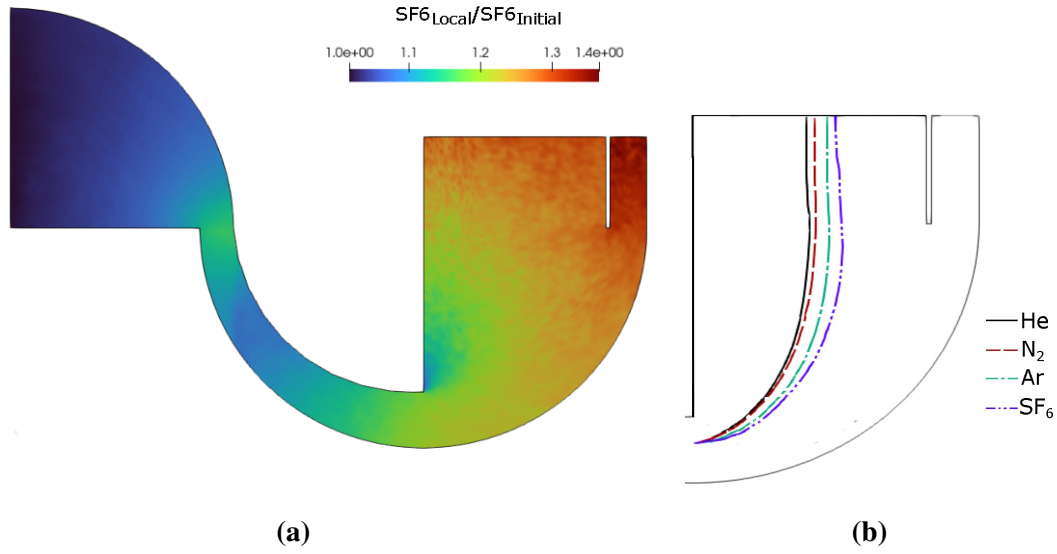 SF6Local/SF6Initial
1.0e+00 1.1 1.2 1.3 1.4e+00
He
N2
Ar
SF6
(a) (b)